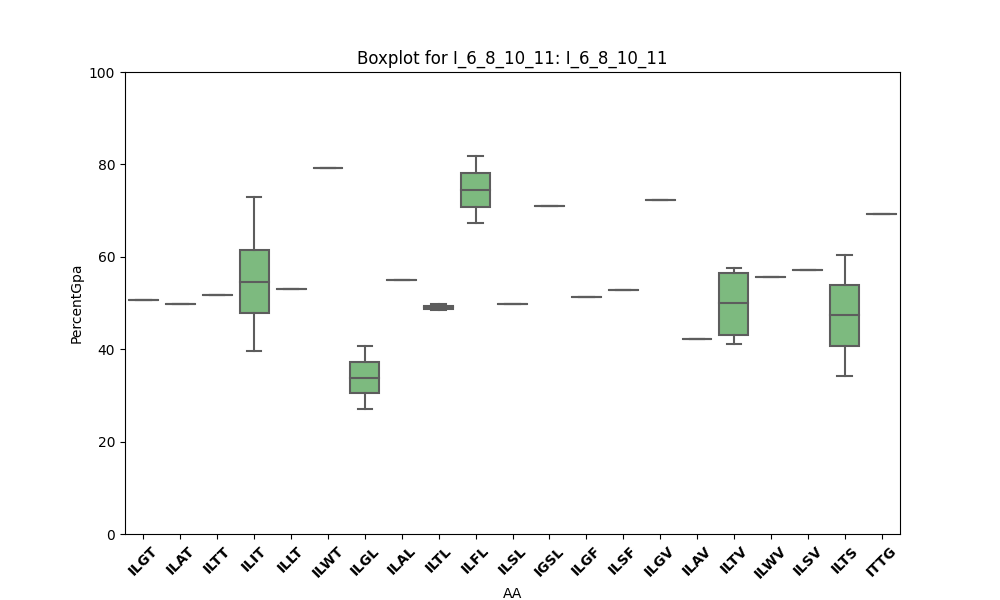 Boxplot for I_6_8_10_11: I_6_8_10_11
PercentGpa
100
80
60
40
20
0
ILGT ILAT ILTT ILIT ILLT ILWT ILGL ILAL ILTL ILFL ILSL IGSL ILGF ILSF ILGV ILAV ILTV ILWV ILSV ILTS ITTG
AA